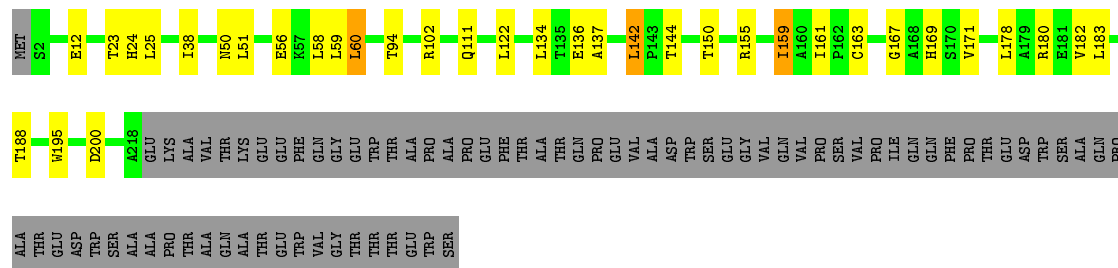 MET S2 E12 T23 H24 L25 I38 N50 L51 E56 K57 L58 L59 L60 T94 R102 Q111 L122 L134 T135 E136 A137 L142 P143 T144 T150 R155 I159 A160 I161 P162 C163 G167 A168 H169 S170 V171 L178 A179 R180 E181 V182 L183
T188 W195 D200 A218 GLU LYS ALA VAL THR LYS GLU GLU PHE GLN GLY GLU TRP THR ALA PRO ALA PRO GLU PHE THR ALA THR GLN PRO GLU VAL ALA ASP TRP SER GLU GLY VAL GLN VAL PRO SER VAL PRO ILE GLN GLN PHE PRO THR GLU ASP TRP SER ALA GLN PRO
ALA THR GLU ASP TRP SER ALA ALA PRO THR ALA GLN ALA THR GLU TRP VAL GLY THR THR THR GLU TRP SER